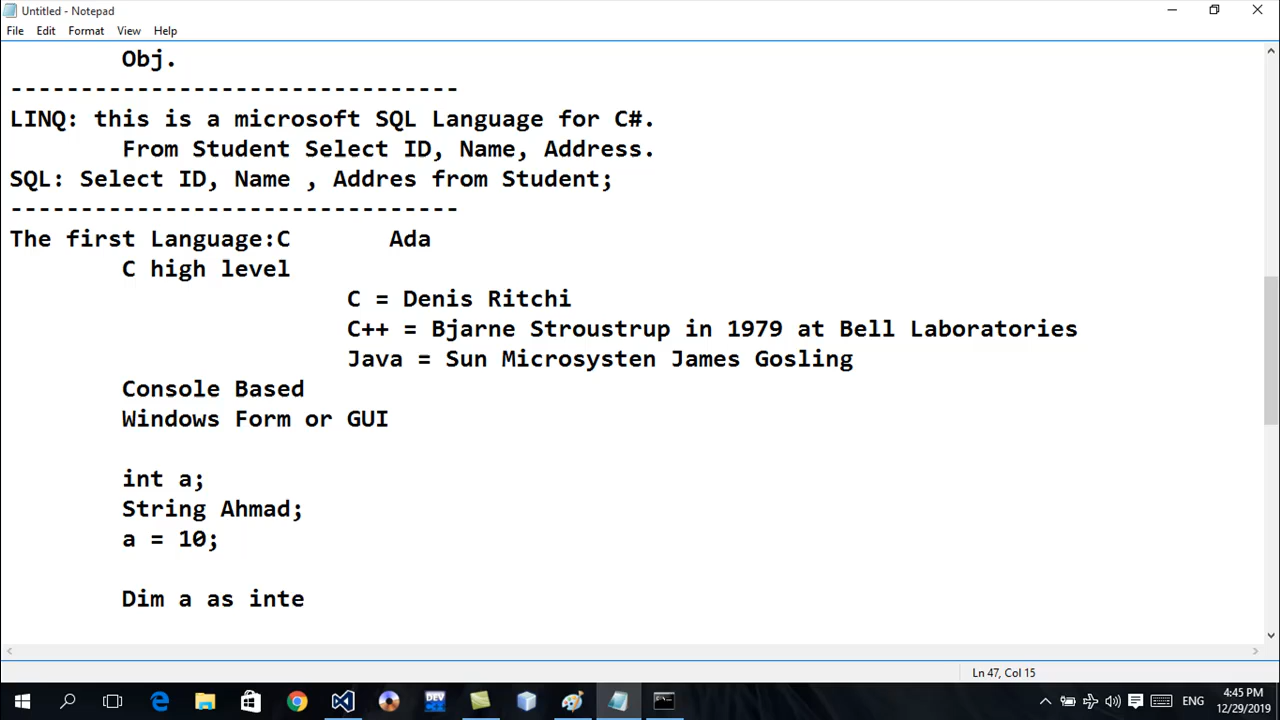 Untitled - Notepad
File Edit Format View Help
Obj.
--------------------------------
LINQ: this is a microsoft SQL Language for C#.
From Student Select ID, Name, Address.
SQL: Select ID, Name , Addres from Student;
--------------------------------
The first Language:C Ada
C high level
C = Denis Ritchi
C++ = Bjarne Stroustrup in 1979 at Bell Laboratories
Java = Sun Microsysten James Gosling
Console Based
Windows Form or GUI
int a;
String Ahmad;
a = 10;
Dim a as inte
Ln 47, Col 15
DEV
ENG
4:45 PM
12/29/2019